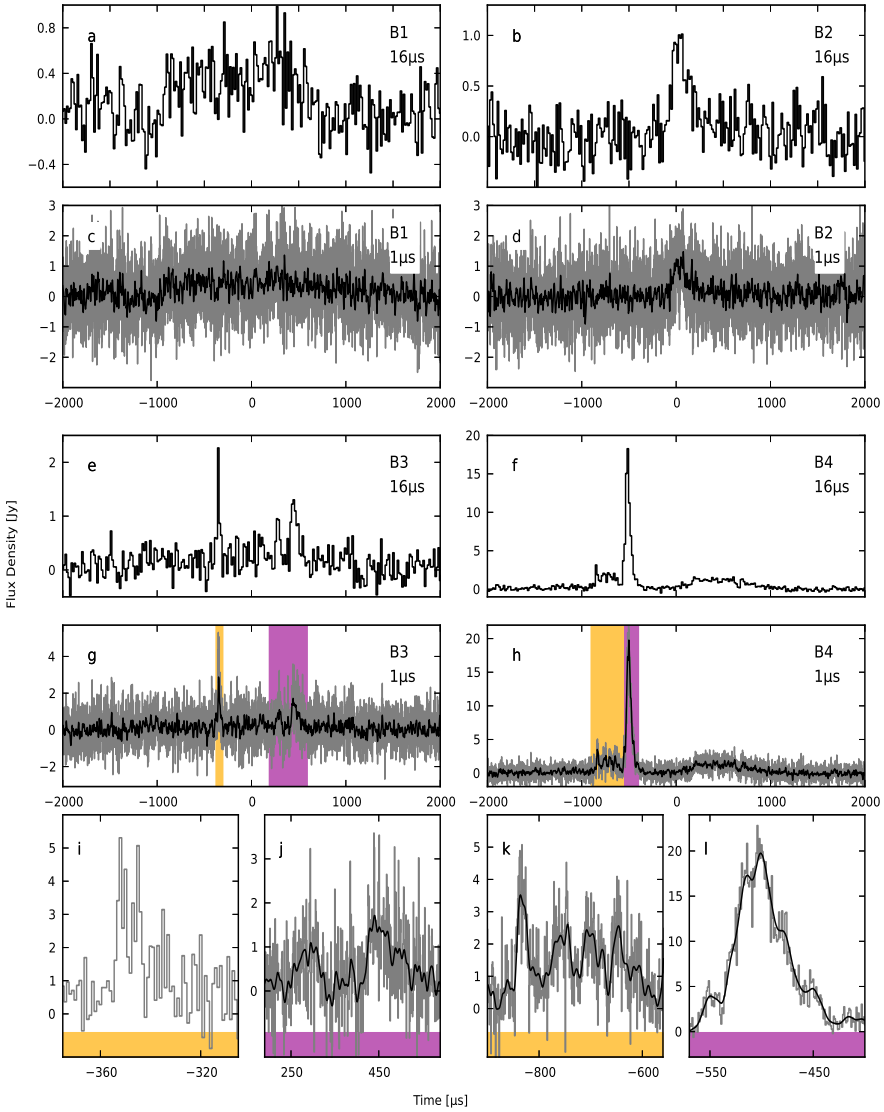 0.8
0.4
0.0
−0.4
a
B1
16μs
1.0
0.5
0.0
b
B2
16μs
3
2
1
0
−1
−2
c
B1
1μs
−2000 −1000 0 1000 2000
3
2
1
0
−1
−2
d
B2
1μs
−2000 −1000 0 1000 2000
Flux Density [Jy]
2
1
0
e
B3
16μs
20
15
10
5
0
f
B4
16μs
4
2
0
−2
g
B3
1μs
−2000 −1000 0 1000 2000
20
15
10
5
0
h
B4
1μs
−2000 −1000 0 1000 2000
5
4
3
2
1
0
i
−360 −320
3
2
1
0
j
250 450
5
4
3
2
1
0
k
−800 −600
20
15
10
5
0
l
−550 −450
Time [μs]